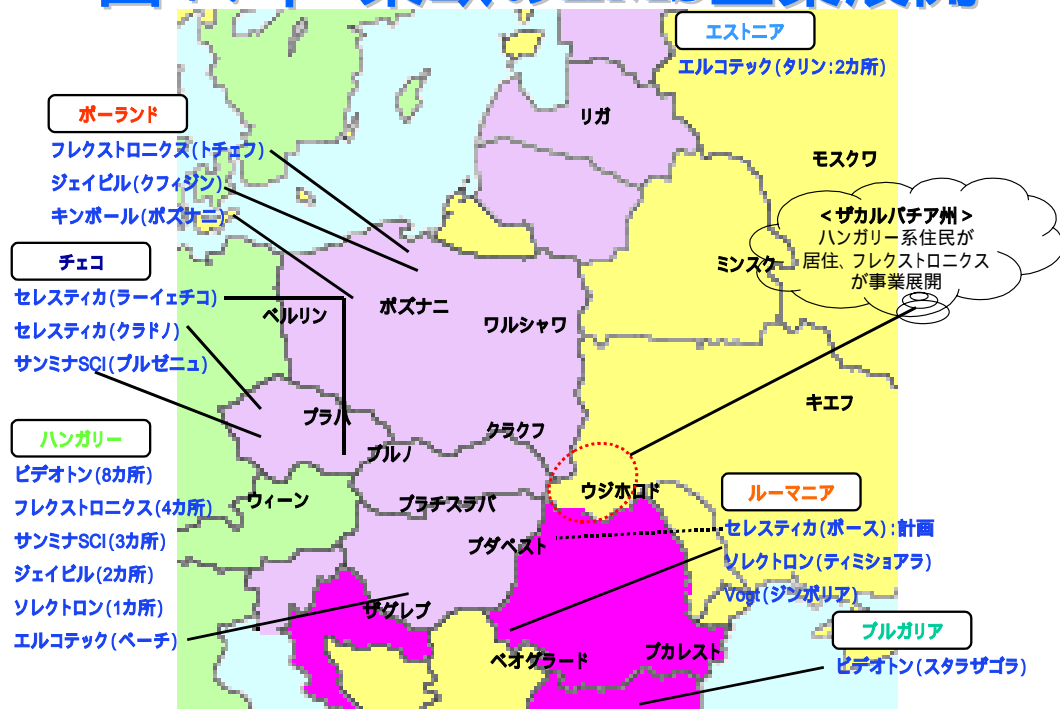 エストニア
エルコテック(タリン:2カ所)
ポーランド
フレクストロニクス(トチェフ)
ジェイビル(クフィジン)
キンボール(ポズナニ)
チェコ
セレスティカ(ラーイェチコ)
セレスティカ(クラドノ)
サンミナSCI(プルゼニュ)
ハンガリー
ビデオトン(8カ所)
フレクストロニクス(4カ所)
サンミナSCI(3カ所)
ジェイビル(2カ所)
ソレクトロン(1カ所)
エルコテック(ペーチ)
リガ
モスクワ
<ザカルパチア州>
ハンガリー系住民が
居住、フレクストロニクス
が事業展開
ミンスク
ベルリン
ポズナニ
ワルシャワ
キエフ
プラハ
クラクフ
ブルノ
ウィーン
ブラチスラバ
ウジホロド
ブダペスト
ザグレブ
ベオグラード
ブカレスト
ルーマニア
セレスティカ(ボース):計画
ソレクトロン(ティミショアラ)
Vogt(ジンボリア)
ブルガリア
ビデオトン(スタラザゴラ)